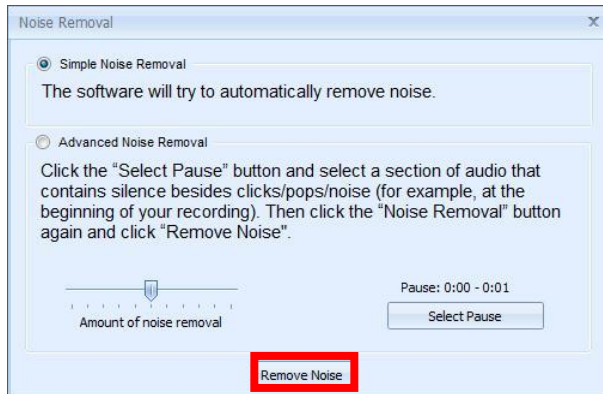 Noise Removal
Simple Noise Removal
The software will try to automatically remove noise.
Advanced Noise Removal
Click the “Select Pause” button and select a section of audio that
contains silence besides clicks/pops/noise (for example, at the
beginning of your recording). Then click the “Noise Removal” button
again and click “Remove Noise".
Pause: 0:00 - 0:01
Amount of noise removal
Select Pause
Remove Noise